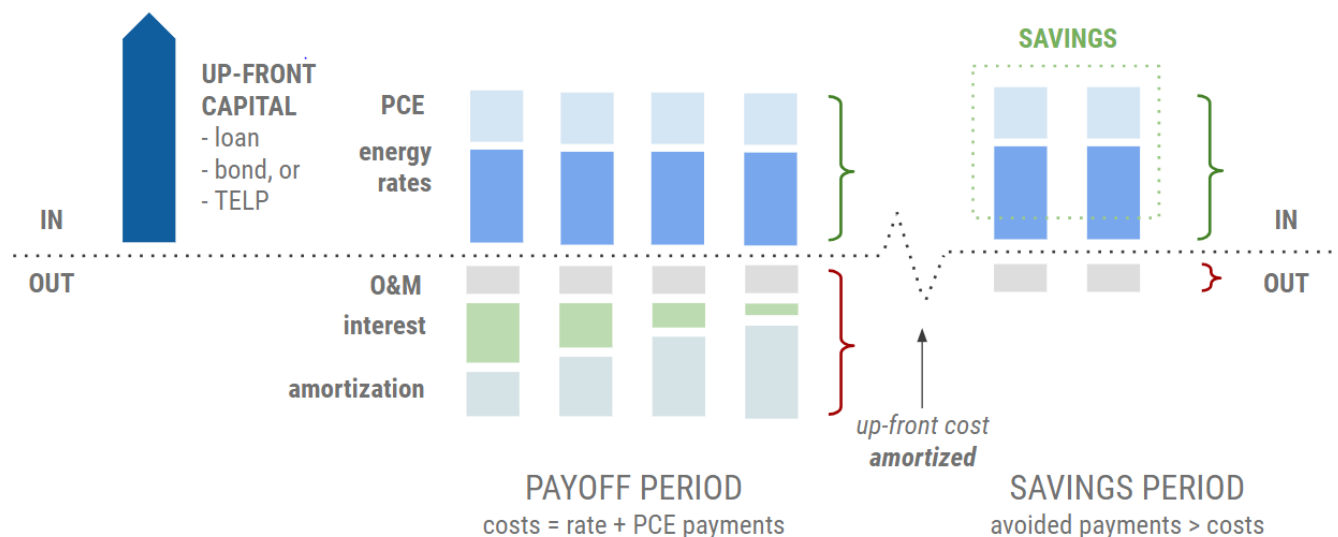 UP-FRONT
CAPITAL
- loan
- bond, or
- TELP
IN
OUT
PCE
energy
rates
O&M
interest
amortization
SAVINGS
IN
OUT
up-front cost
amortized
PAYOFF PERIOD
costs = rate + PCE payments
SAVINGS PERIOD
avoided payments > costs